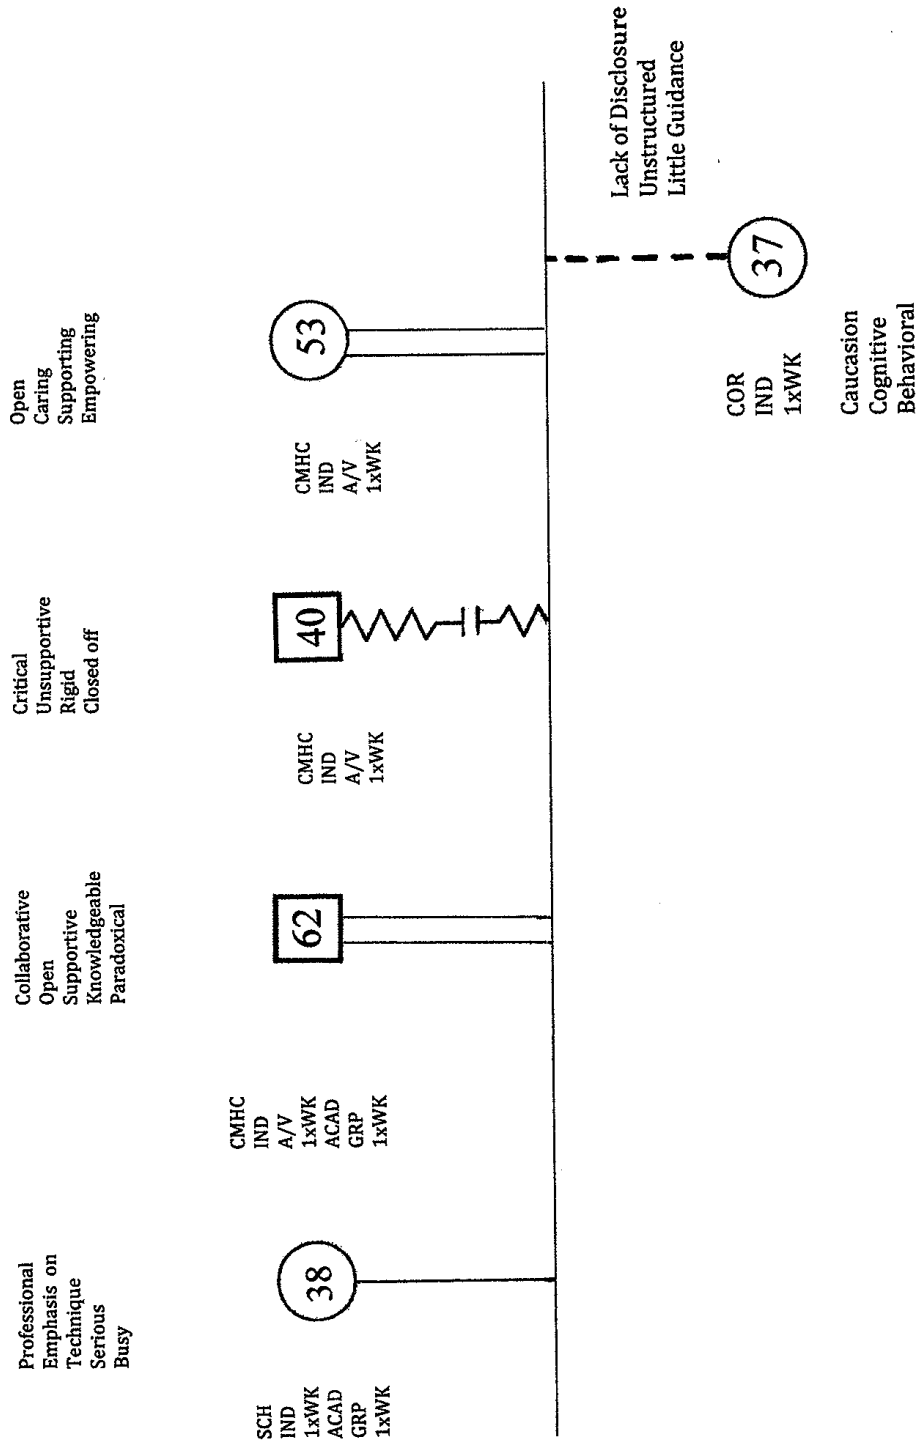 Professional
Emphasis on
Technique
Serious
Busy
SCH
IND
1xWK
ACAD
GRP
1xWK
38
Collaborative
Open
Supportive
Knowledgeable
Paradoxical
CMHC
IND
A/V
1xWK
ACAD
GRP
1xWK
62
Critical
Unsupportive
Rigid
Closed off
CMHC
IND
A/V
1xWK
40
Open
Caring
Supporting
Empowering
CMHC
IND
A/V
1xWK
53
Lack of Disclosure
Unstructured
Little Guidance
COR
IND
1xWK
37
Caucasion
Cognitive
Behavioral